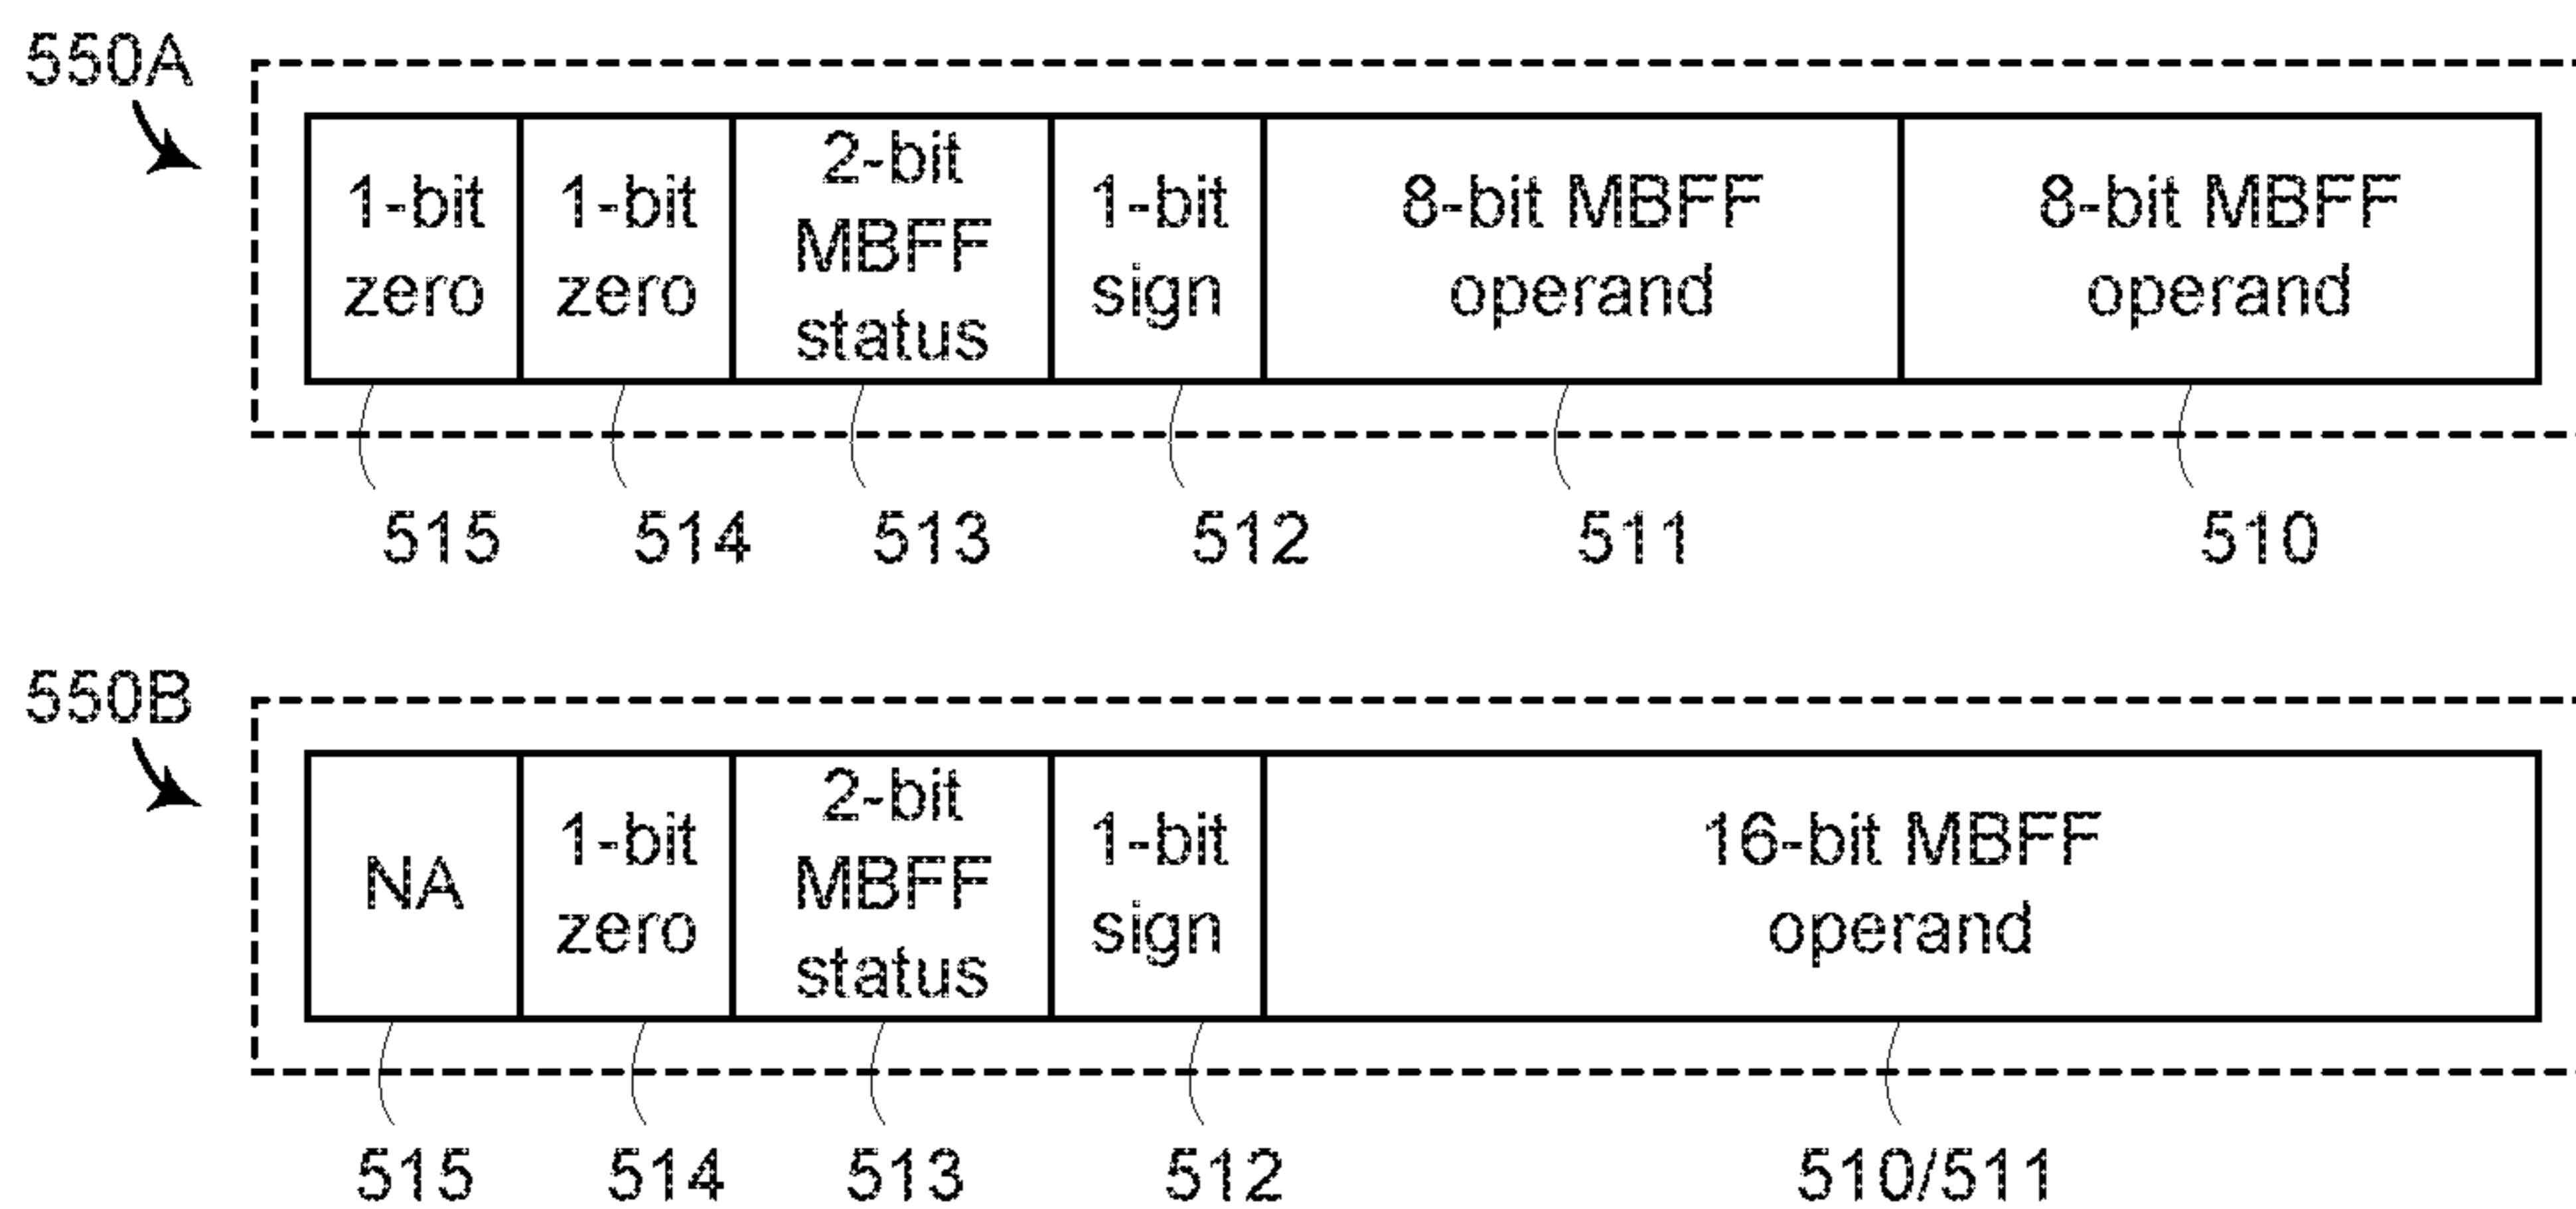 550A
1-bit
zero
1-bit
zero
2-bit
MBFF
status
1-bit
sign
8-bit MBFF
operand
8-bit MBFF
operand
515
514
513
512
511
510
550B
NA
1-bit
zero
2-bit
MBFF
status
1-bit
sign
16-bit MBFF
operand
515
514
513
512
510/511